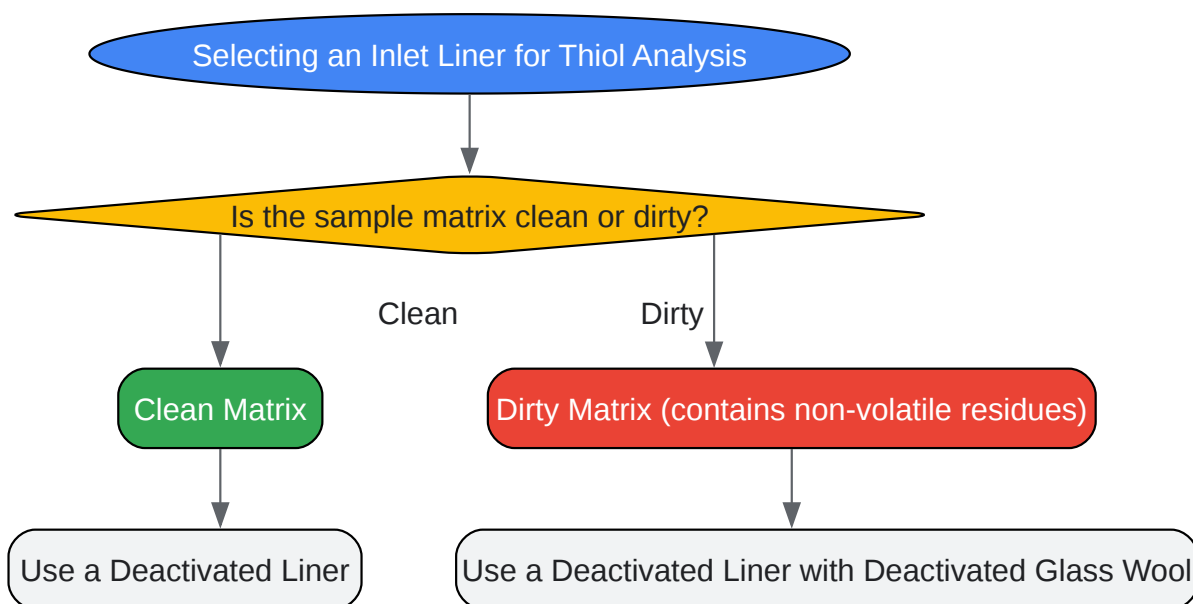 Selecting an Inlet Liner for Thiol Analysis
Is the sample matrix clean or dirty?
Clean
Dirty
Clean Matrix
Dirty Matrix (contains non-volatile residues)
Use a Deactivated Liner
Use a Deactivated Liner with Deactivated Glass Wool